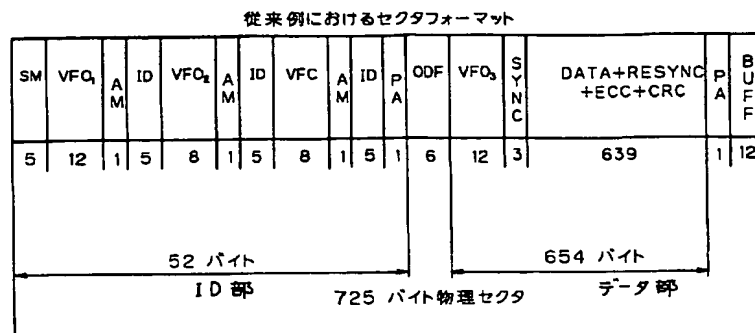 従来例におけるセクタフォーマット
SM VFO₁ AM ID VFO₂ AM ID VFC AM ID PA ODF VFO₃ SYNC DATA+RESYNC+ECC+CRC PA BUFF
5 12 1 5 8 1 5 8 1 5 1 6 12 3 639 1 12
52 バイト 654 バイト
ID部 725 バイト物理セクタ データ部